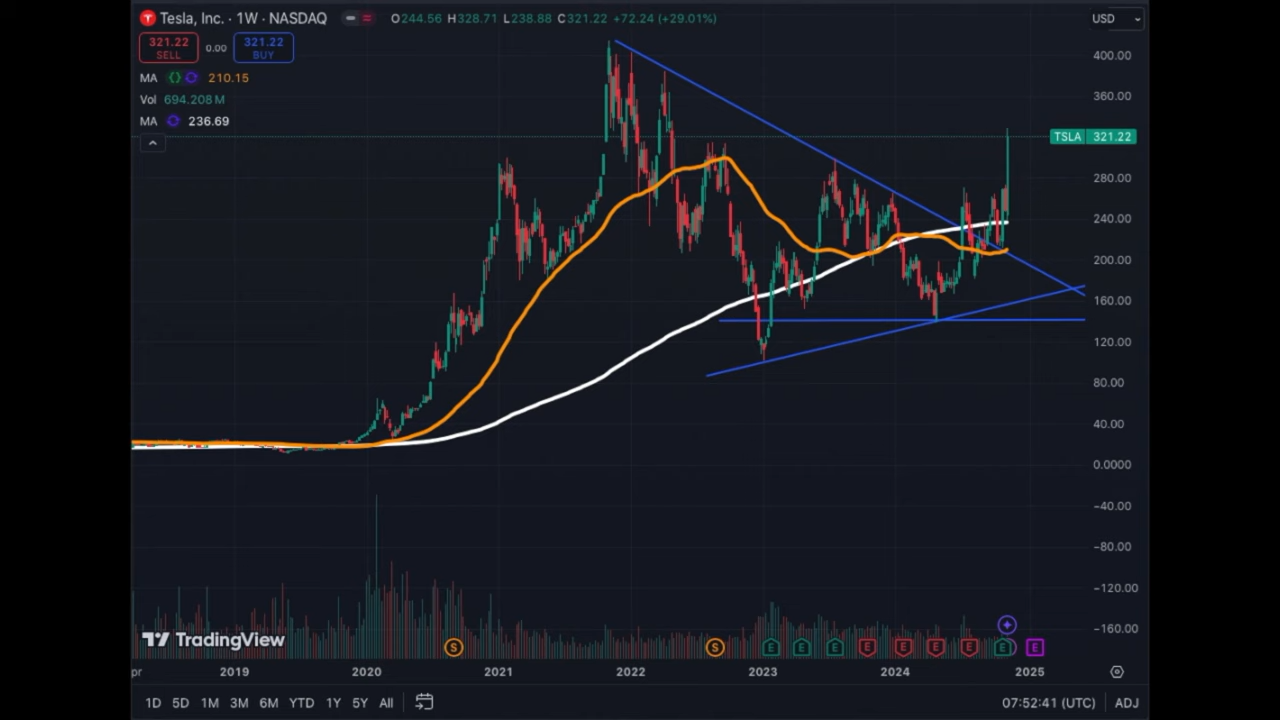 Tesla, Inc. · 1W · NASDAQ O244.56 H328.71 L238.88 C321.22 +72.24 (+29.01%) USD
321.22 SELL 0.00 321.22 BUY
MA 210.15
Vol 694.208 M
MA 236.69
400.00
360.00
TSLA 321.22
280.00
240.00
200.00
160.00
120.00
80.00
40.00
0.0000
−40.00
−80.00
−120.00
−160.00
TradingView
S S E E E E E E E E E
pr 2019 2020 2021 2022 2023 2024 2025
1D 5D 1M 3M 6M YTD 1Y 5Y All 07:52:41 (UTC) ADJ